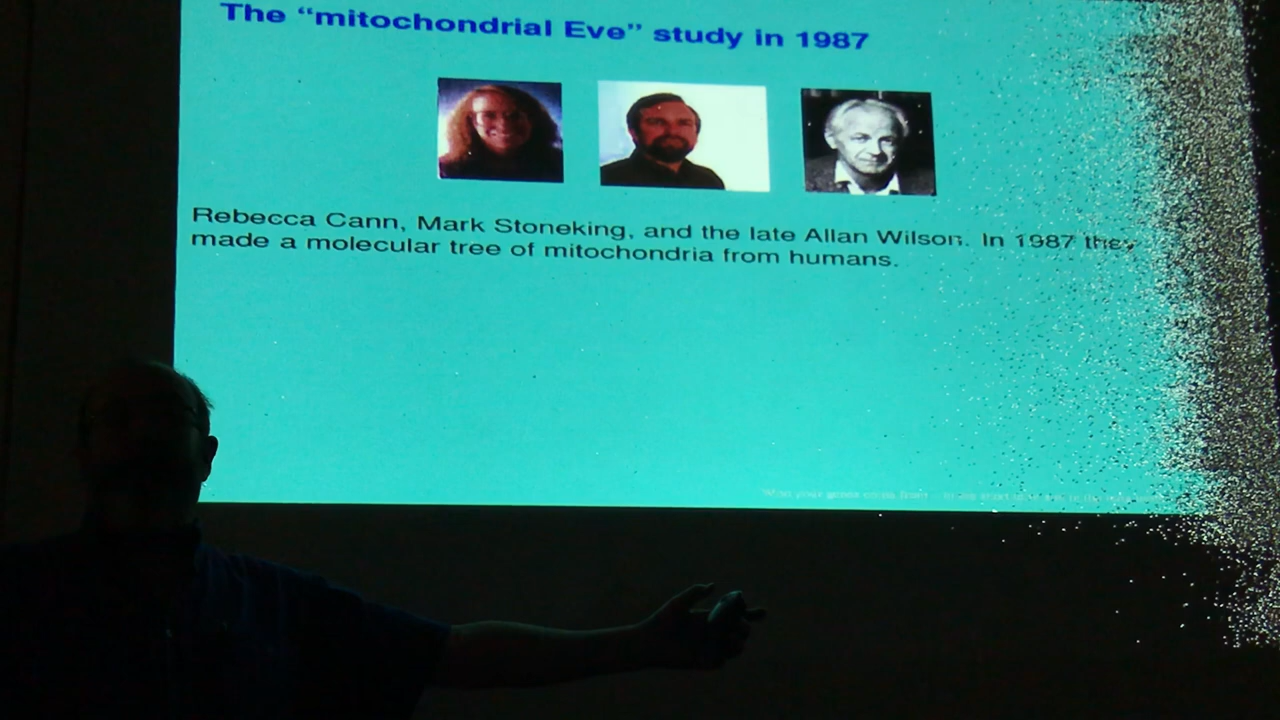 The “mitochondrial Eve” study in 1987
Rebecca Cann, Mark Stoneking, and the late Allan Wilson. In 1987 they
made a molecular tree of mitochondria from humans.